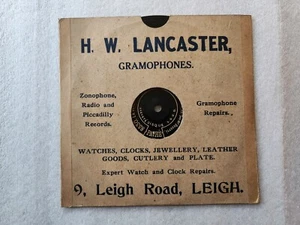 H. W. LANCASTER,
GRAMOPHONES.
Zonophone,
Radio and
Piccadilly
Records.
Gramophone
Repairs.,
WATCHES, CLOCKS, JEWELLERY, LEATHER
GOODS, CUTLERY and PLATE.
Expert Watch and Clock Repairs.
9, Leigh Road, LEIGH.